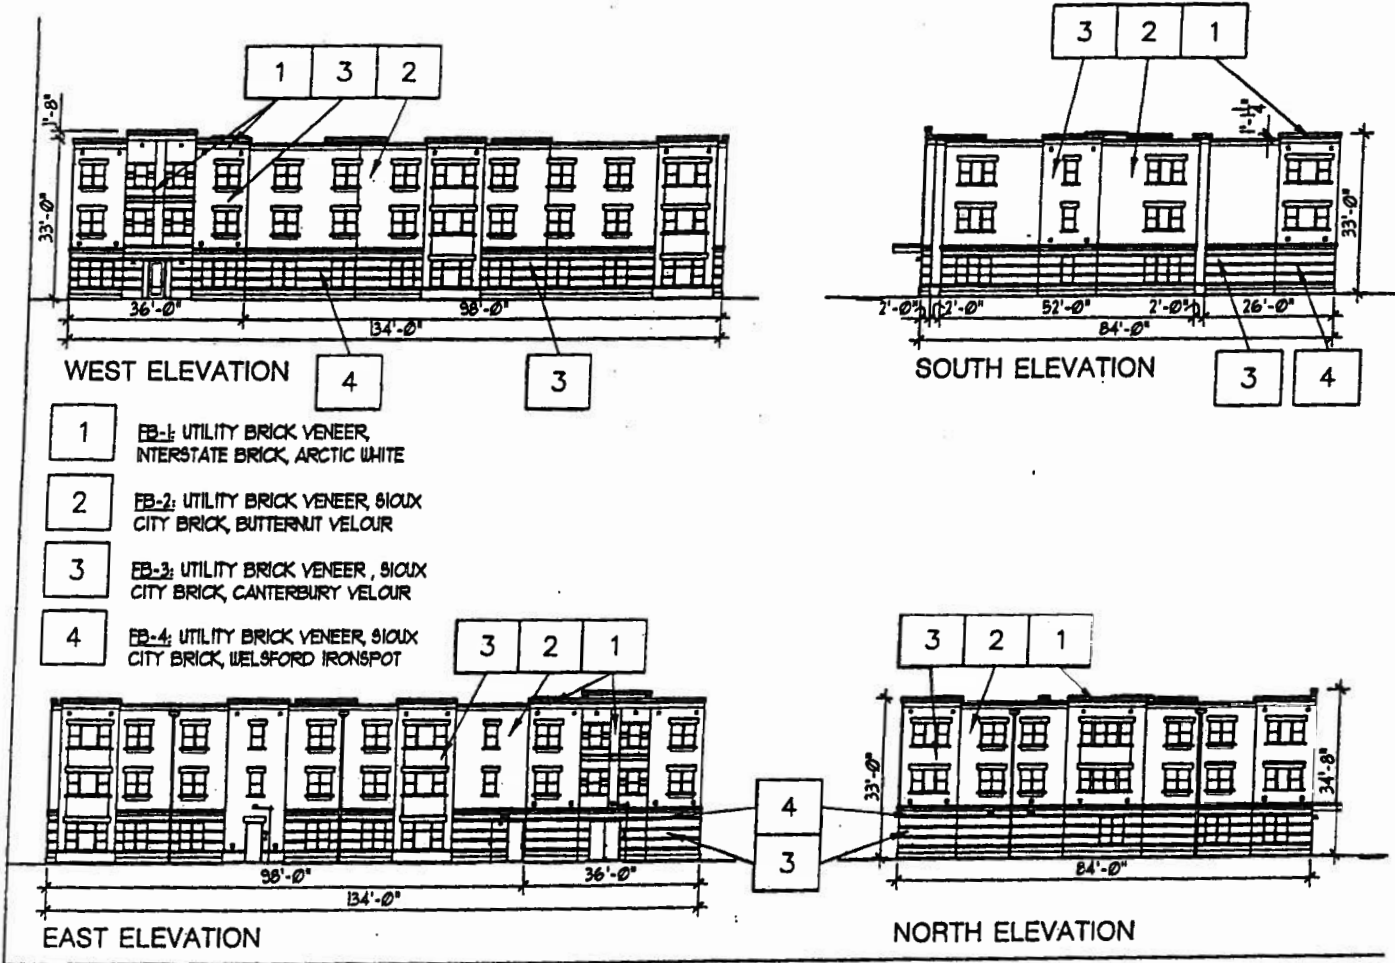 1 3 2
3 2 1
1'-8"
33'-0"
36'-0" 98'-0"
134'-0"
WEST ELEVATION
4 3
1'-1 1/4"
33'-0"
2'-0" 2'-0" 52'-0" 2'-0" 26'-0"
84'-0"
SOUTH ELEVATION
3 4
1 FB-1: UTILITY BRICK VENEER,
INTERSTATE BRICK, ARCTIC WHITE
2 FB-2: UTILITY BRICK VENEER, SIOUX
CITY BRICK, BUTTERNUT VELOUR
3 FB-3: UTILITY BRICK VENEER, SIOUX
CITY BRICK, CANTERBURY VELOUR
4 FB-4: UTILITY BRICK VENEER, SIOUX
CITY BRICK, WELSFORD IRONSPOT
3 2 1
98'-0" 36'-0"
134'-0"
EAST ELEVATION
4
3
3 2 1
33'-0"
34'-8"
84'-0"
NORTH ELEVATION